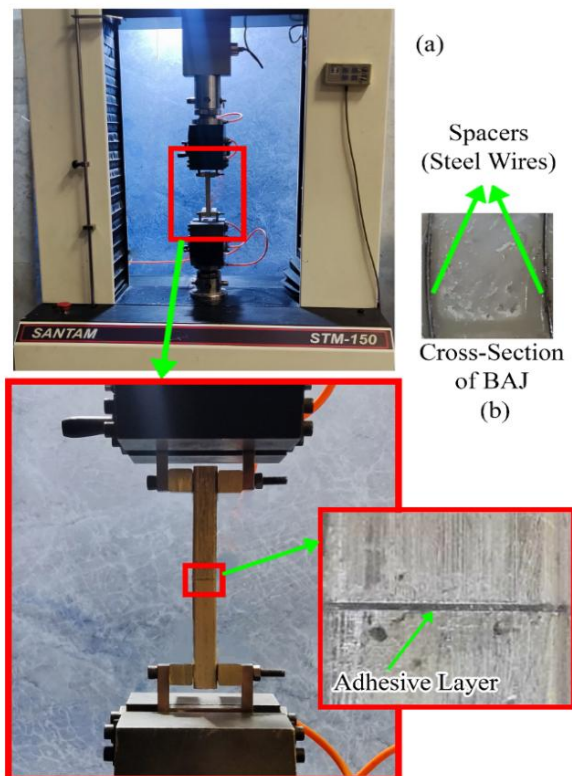 (a)
Spacers
(Steel Wires)
SANTAM
STM-150
Cross-Section
of BAJ
(b)
Adhesive Layer